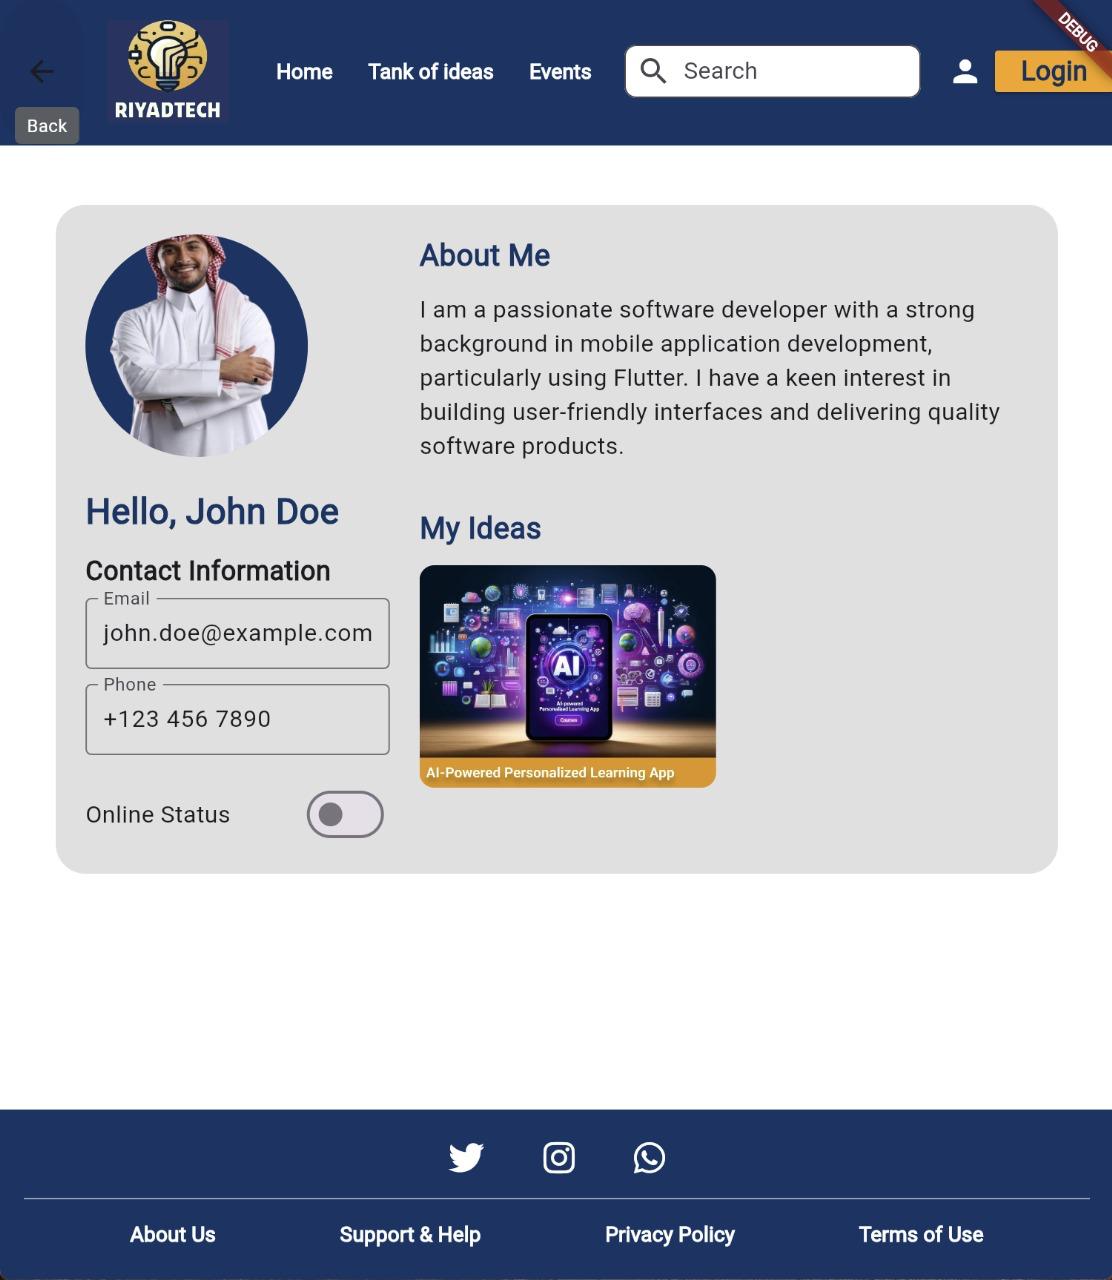 DEBUG
RIYADTECH
Home
Tank of ideas
Events
Search
Login
Back
About Me
I am a passionate software developer with a strong
background in mobile application development,
particularly using Flutter. I have a keen interest in
building user-friendly interfaces and delivering quality
software products.
Hello, John Doe
Contact Information
Email
john.doe@example.com
Phone
+123 456 7890
Online Status
My Ideas
AI
AI-powered
Personalized Learning App
Courses
AI-Powered Personalized Learning App
About Us
Support & Help
Privacy Policy
Terms of Use